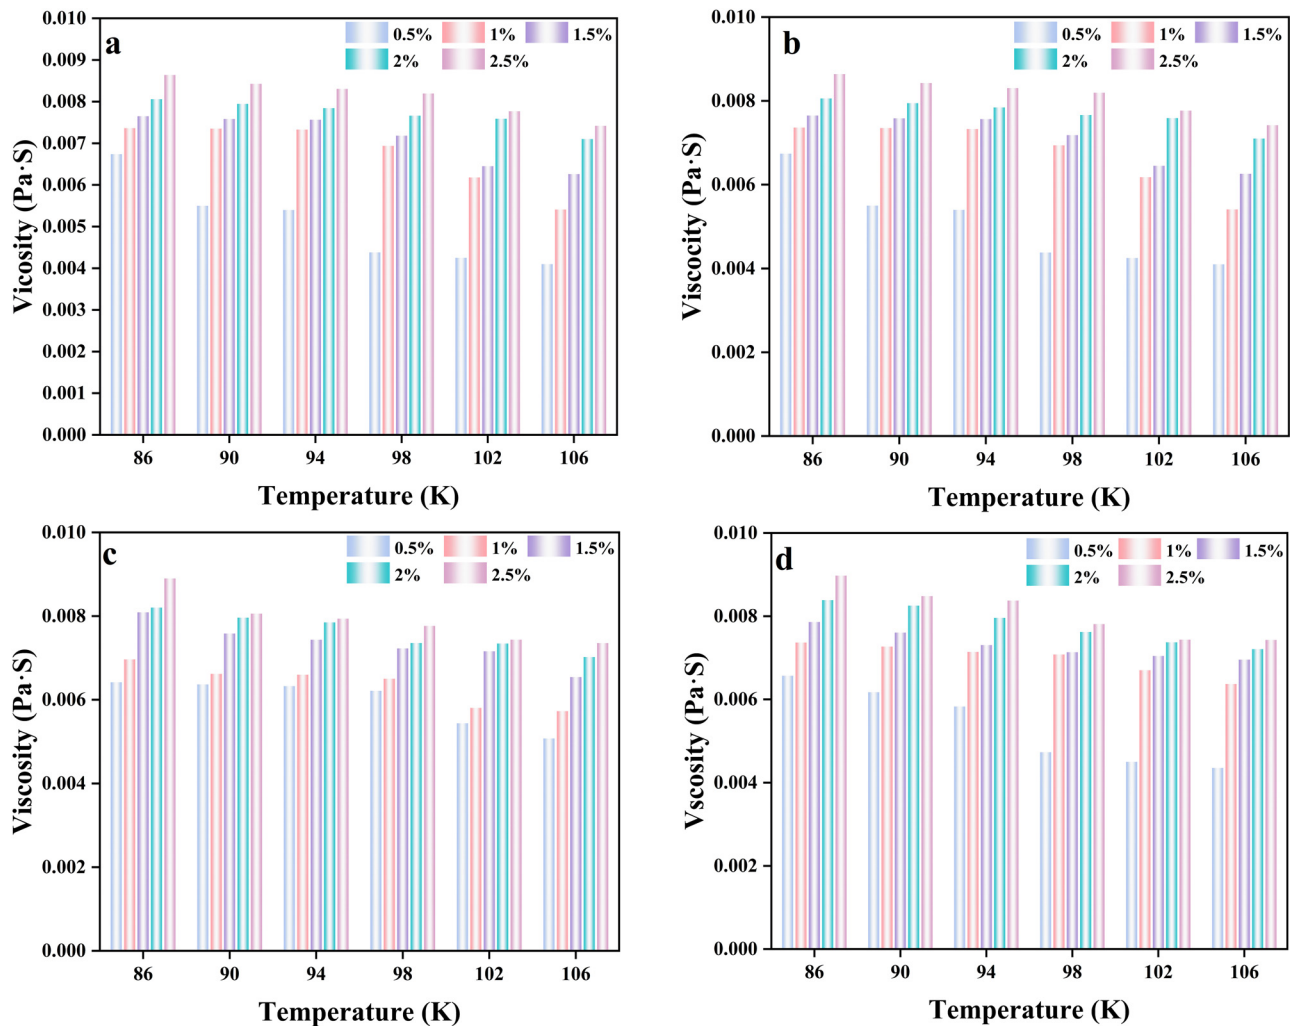 a
0.5% 1% 1.5%
2% 2.5%
0.010
0.009
0.008
0.007
0.006
0.005
0.004
0.003
0.002
0.001
0.000
Vicosity (Pa·S)
86 90 94 98 102 106
Temperature (K)
b
0.5% 1% 1.5%
2% 2.5%
0.010
0.008
0.006
0.004
0.002
0.000
Viscocity (Pa·S)
86 90 94 98 102 106
Temperature (K)
c
0.5% 1% 1.5%
2% 2.5%
0.010
0.008
0.006
0.004
0.002
0.000
Viscosity (Pa·S)
86 90 94 98 102 106
Temperature (K)
d
0.5% 1% 1.5%
2% 2.5%
0.010
0.008
0.006
0.004
0.002
0.000
Vscosity (Pa·S)
86 90 94 98 102 106
Temperature (K)